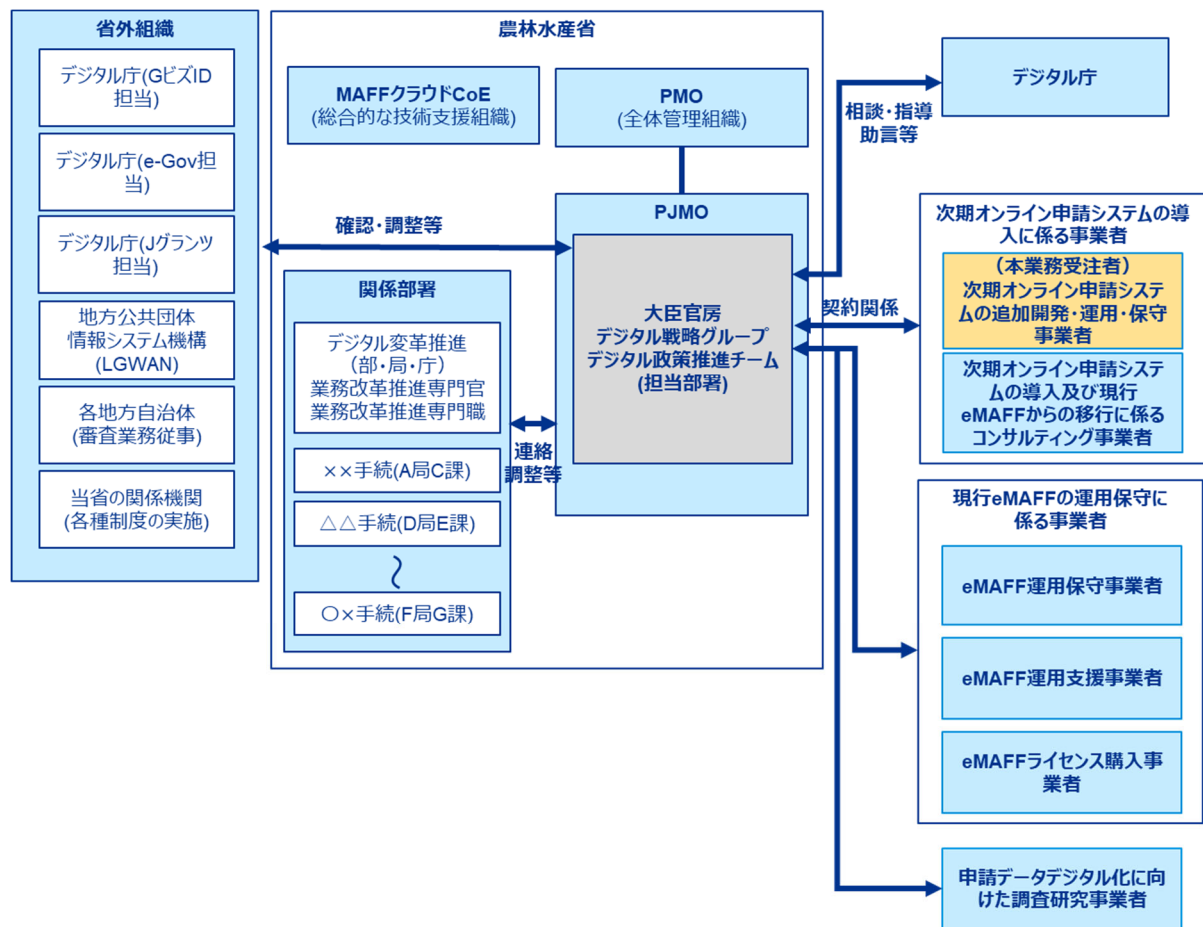 省外組織
デジタル庁(GビズID
担当)
デジタル庁(e-Gov担
当)
デジタル庁(Jグランツ
担当)
地方公共団体
情報システム機構
(LGWAN)
各地方自治体
(審査業務従事)
当省の関係機関
(各種制度の実施)
農林水産省
MAFFクラウドCoE
(総合的な技術支援組織)
PMO
(全体管理組織)
確認・調整等
関係部署
デジタル変革推進
(部・局・庁)
業務改革推進専門官
業務改革推進専門職
××手続(A局C課)
△△手続(D局E課)
〜
〇×手続(F局G課)
連絡
調整等
PJMO
大臣官房
デジタル戦略グループ
デジタル政策推進チーム
(担当部署)
相談・指導
助言等
契約関係
デジタル庁
次期オンライン申請システムの導
入に係る事業者
(本業務受注者)
次期オンライン申請システ
ムの追加開発・運用・保守
事業者
次期オンライン申請システ
ムの導入及び現行
eMAFFからの移行に係る
コンサルティング事業者
現行eMAFFの運用保守に
係る事業者
eMAFF運用保守事業者
eMAFF運用支援事業者
eMAFFライセンス購入事
業者
申請データデジタル化に向
けた調査研究事業者